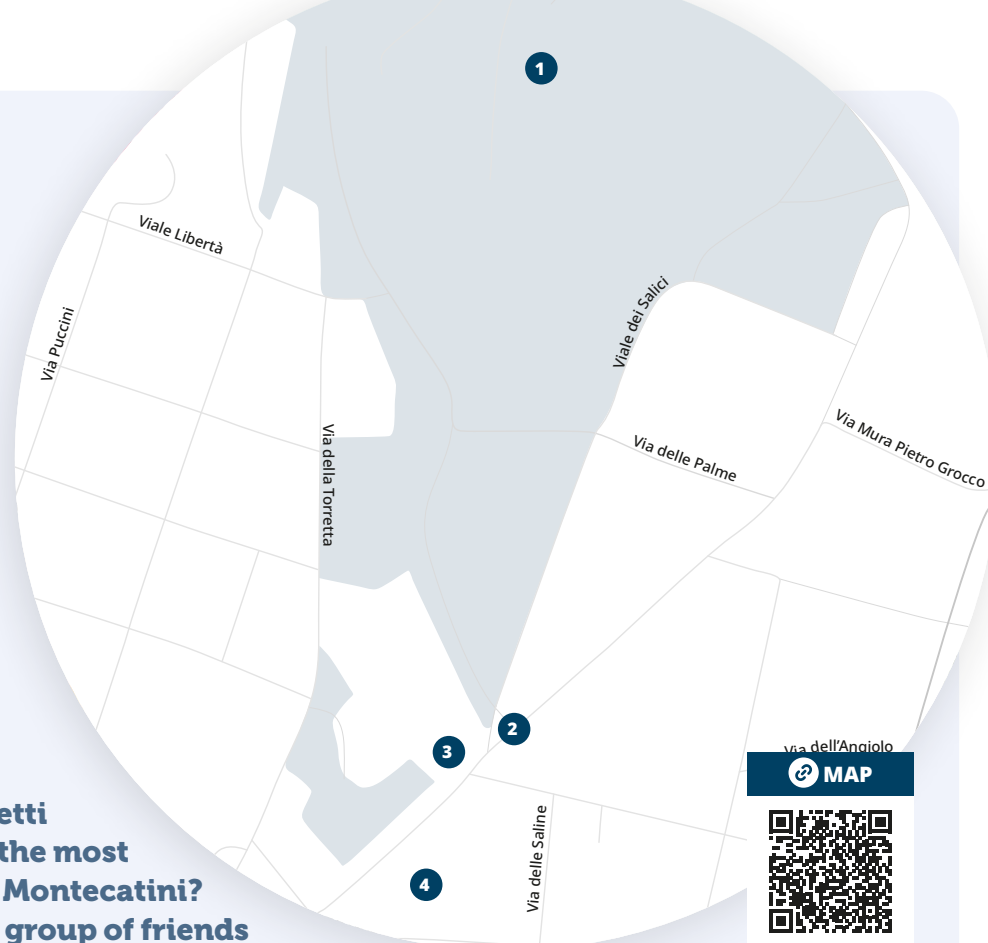 1
Viale Libertà
Viale dei Salici
Via Puccini
Via Mura Pietro Grocco
Via della Torretta
Via delle Palme
2
3
Via dell'Angiolo
MAP
etti
the most
4
Via delle Saline
Montecatini?
group of friends